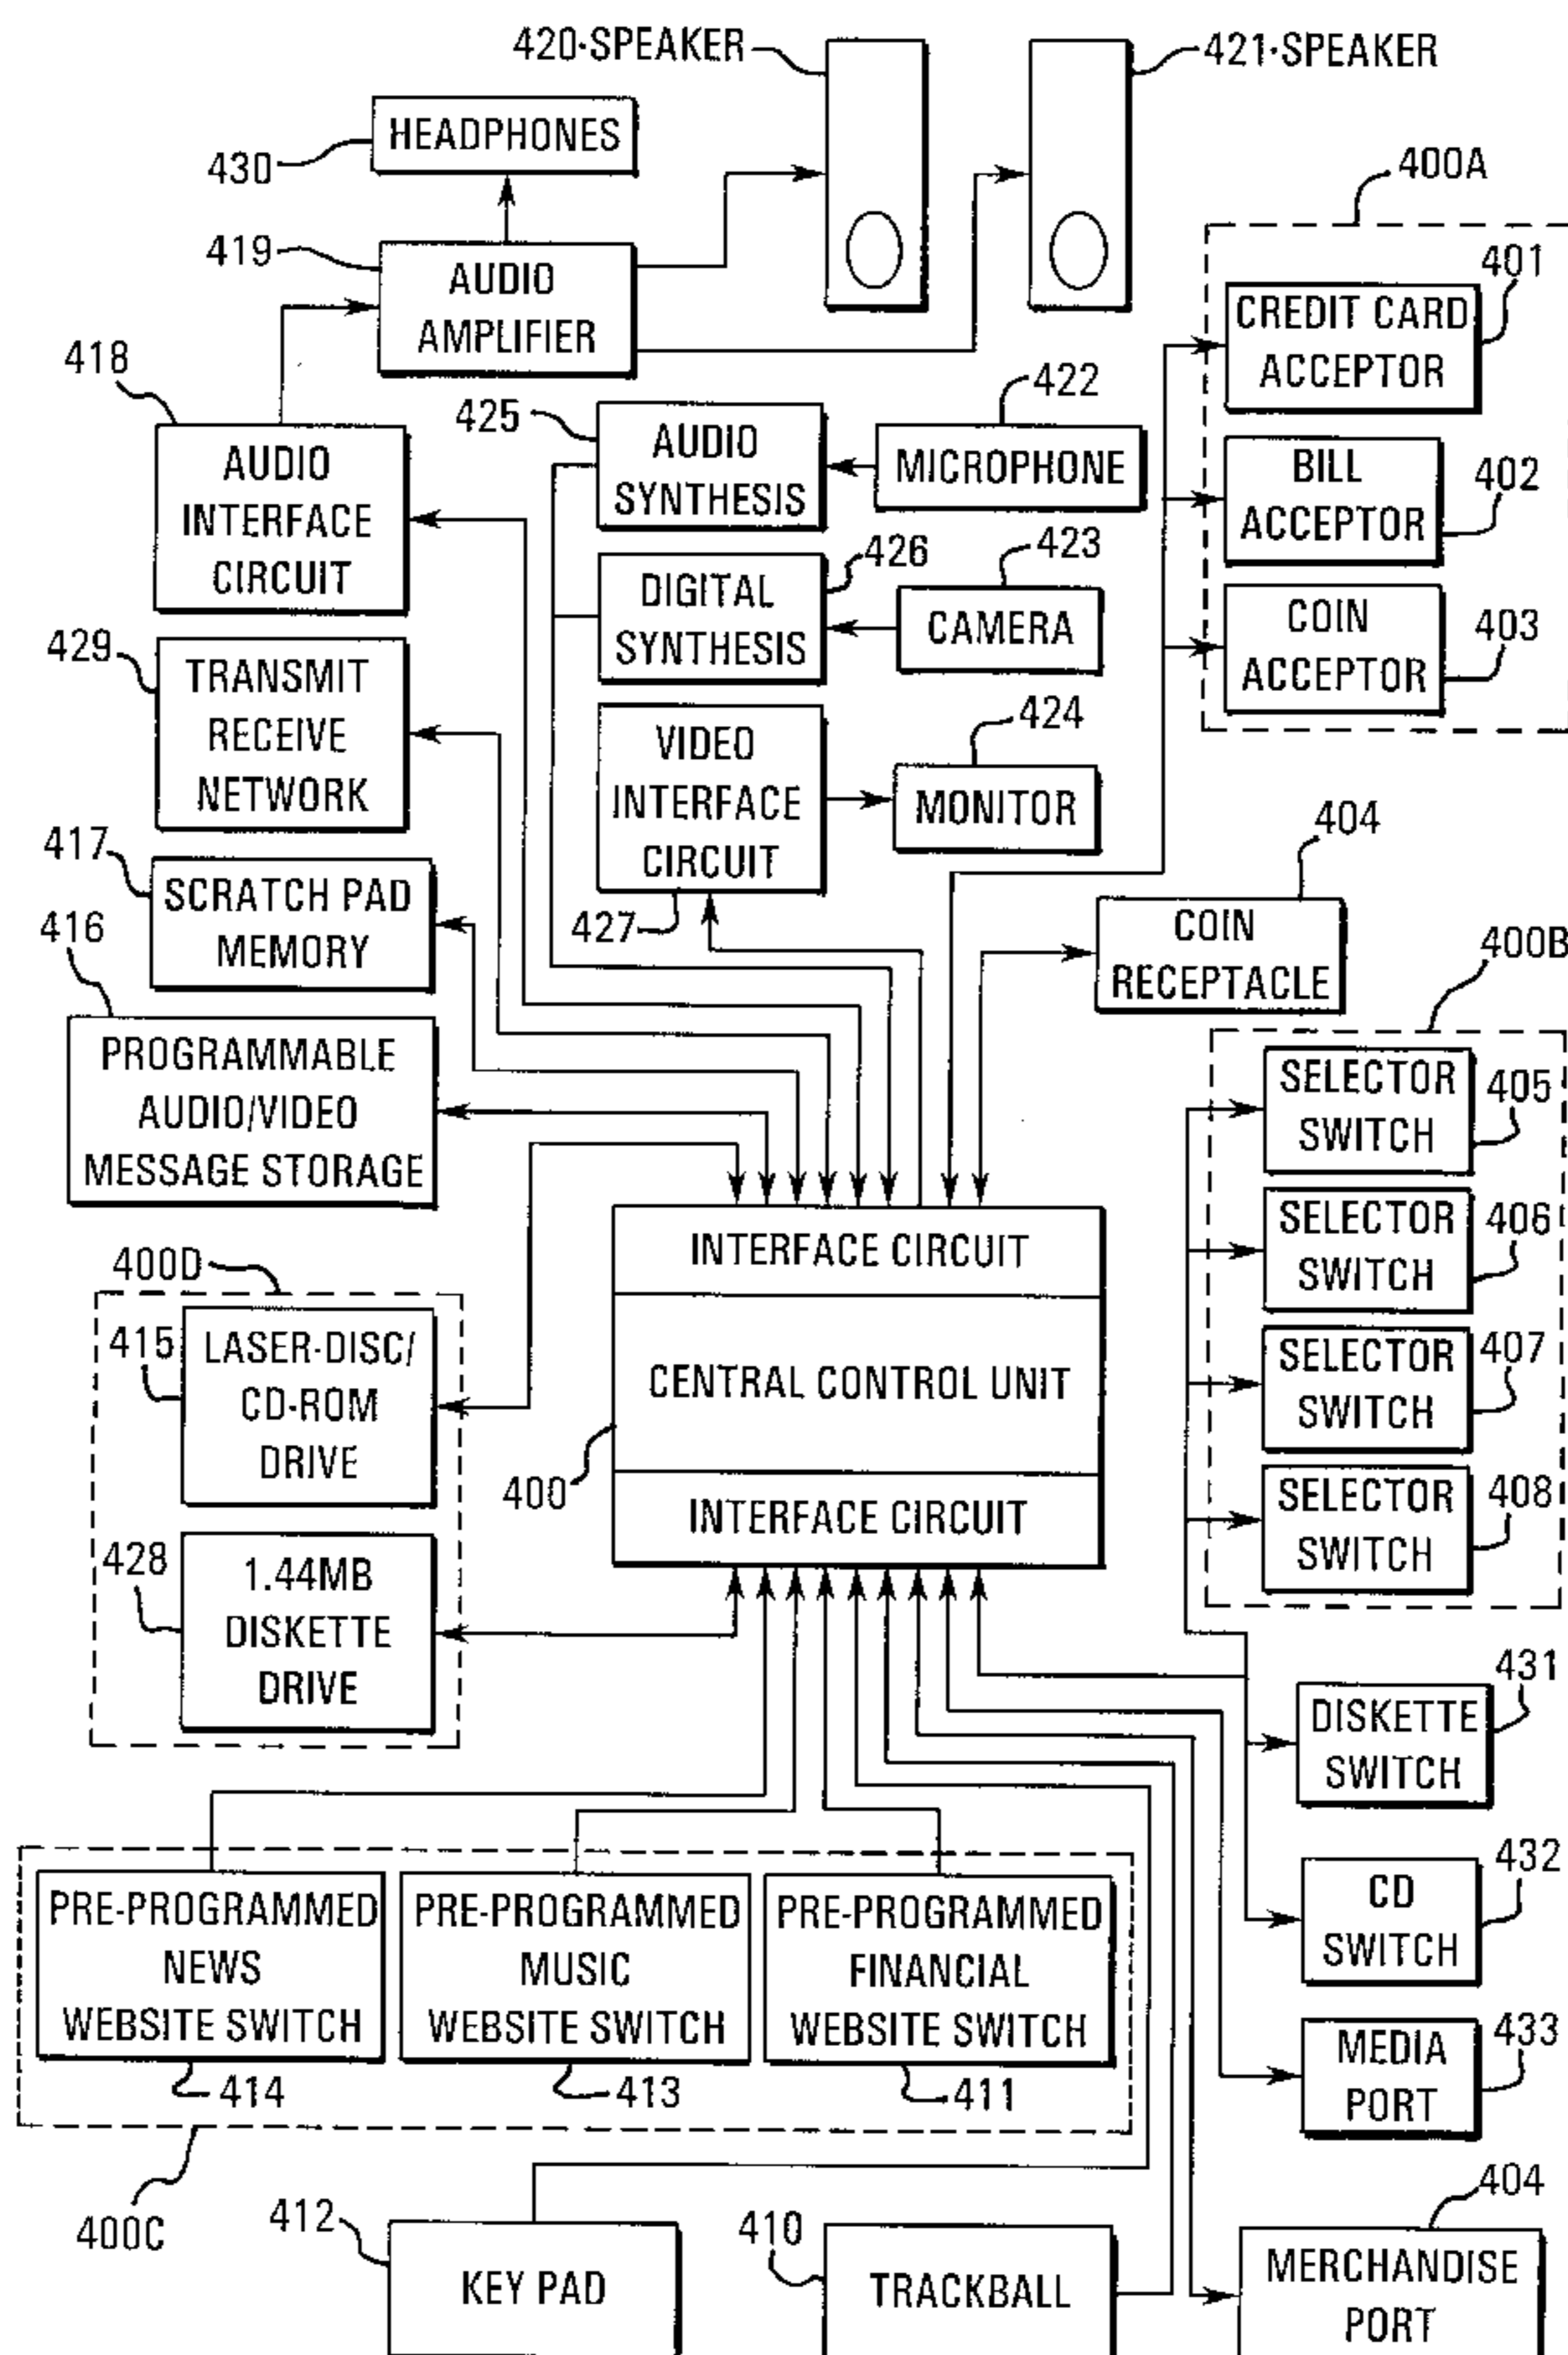 420·SPEAKER
421·SPEAKER
HEADPHONES
430
400A
419
AUDIO
AMPLIFIER
401
CREDIT CARD
ACCEPTOR
418
AUDIO
INTERFACE
CIRCUIT
425
AUDIO
SYNTHESIS
422
MICROPHONE
BILL
ACCEPTOR
402
426
DIGITAL
SYNTHESIS
423
CAMERA
COIN
ACCEPTOR
403
429
TRANSMIT
RECEIVE
NETWORK
VIDEO
INTERFACE
CIRCUIT
427
424
MONITOR
404
COIN
RECEPTACLE
417
SCRATCH PAD
MEMORY
416
PROGRAMMABLE
AUDIO/VIDEO
MESSAGE STORAGE
400B
SELECTOR
SWITCH
405
SELECTOR
SWITCH
406
SELECTOR
SWITCH
407
SELECTOR
SWITCH
408
INTERFACE CIRCUIT
CENTRAL CONTROL UNIT
INTERFACE CIRCUIT
400
400D
415
LASER-DISC/
CD-ROM
DRIVE
428
1.44MB
DISKETTE
DRIVE
431
DISKETTE
SWITCH
432
CD
SWITCH
433
MEDIA
PORT
PRE-PROGRAMMED
NEWS
WEBSITE SWITCH
414
PRE-PROGRAMMED
MUSIC
WEBSITE SWITCH
413
PRE-PROGRAMMED
FINANCIAL
WEBSITE SWITCH
411
400C
412
KEY PAD
410
TRACKBALL
404
MERCHANDISE
PORT